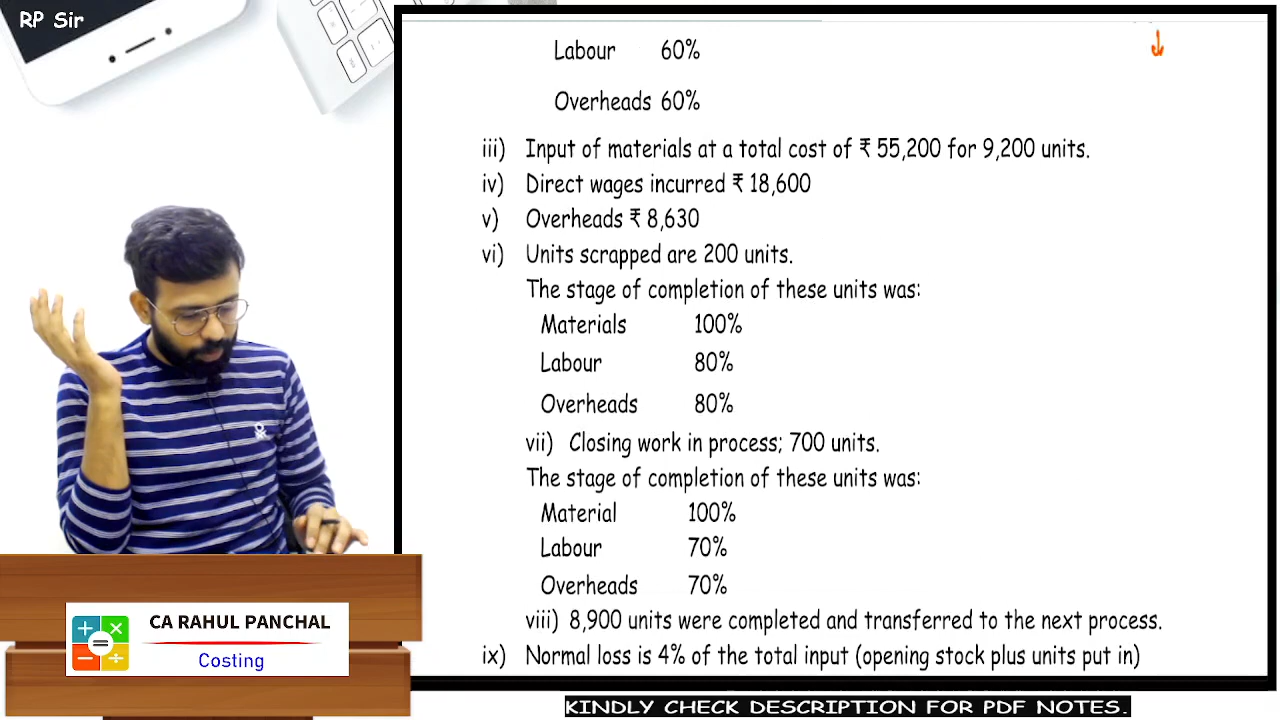 RP Sir
Labour 60%
Overheads 60%
iii) Input of materials at a total cost of ₹ 55,200 for 9,200 units.
iv) Direct wages incurred ₹ 18,600
v) Overheads ₹ 8,630
vi) Units scrapped are 200 units.
The stage of completion of these units was:
Materials 100%
Labour 80%
Overheads 80%
vii) Closing work in process; 700 units.
The stage of completion of these units was:
Material 100%
Labour 70%
Overheads 70%
viii) 8,900 units were completed and transferred to the next process.
ix) Normal loss is 4% of the total input (opening stock plus units put in)
CA RAHUL PANCHAL
Costing
KINDLY CHECK DESCRIPTION FOR PDF NOTES.